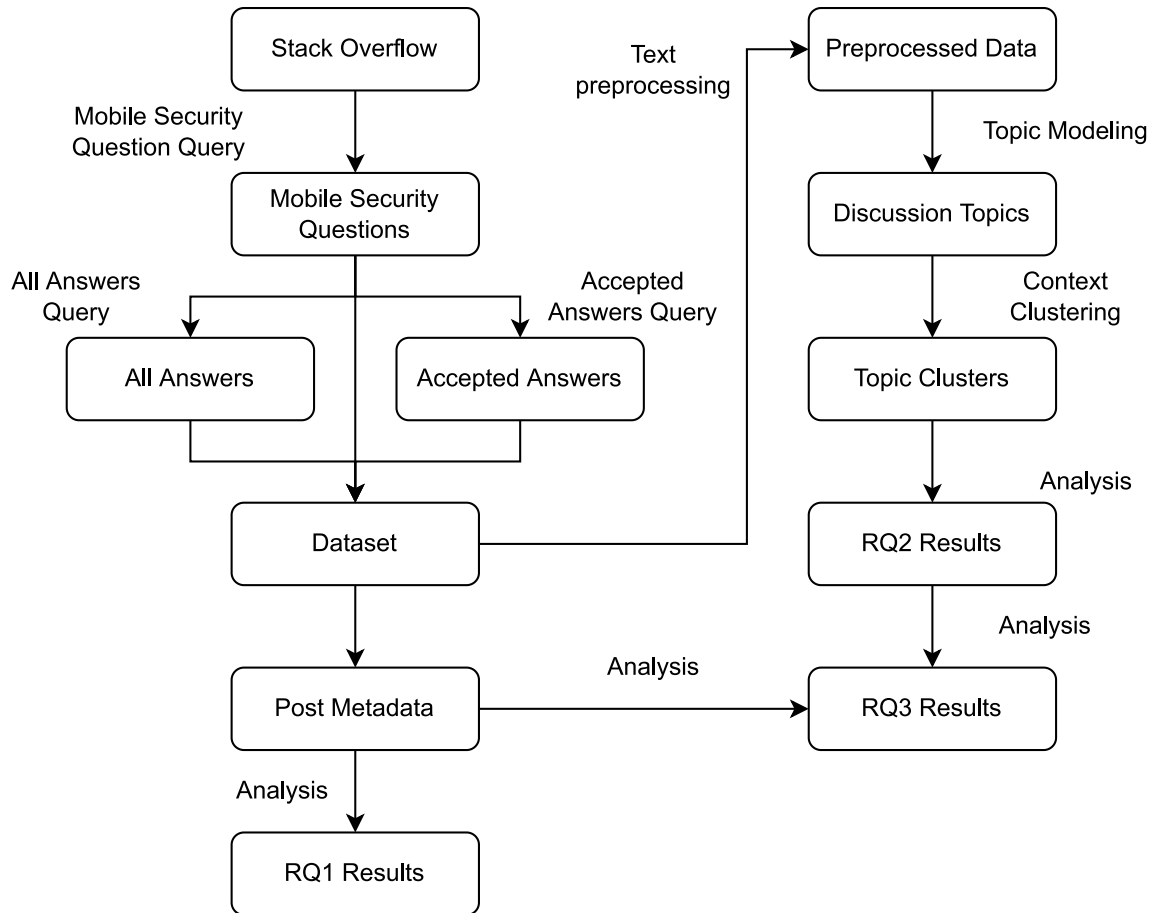 Stack Overflow
Mobile Security
Question Query
Mobile Security
Questions
All Answers
Query
Accepted
Answers Query
All Answers
Accepted Answers
Dataset
Post Metadata
Analysis
RQ1 Results
Text
preprocessing
Preprocessed Data
Topic Modeling
Discussion Topics
Context
Clustering
Topic Clusters
Analysis
RQ2 Results
Analysis
Analysis
RQ3 Results